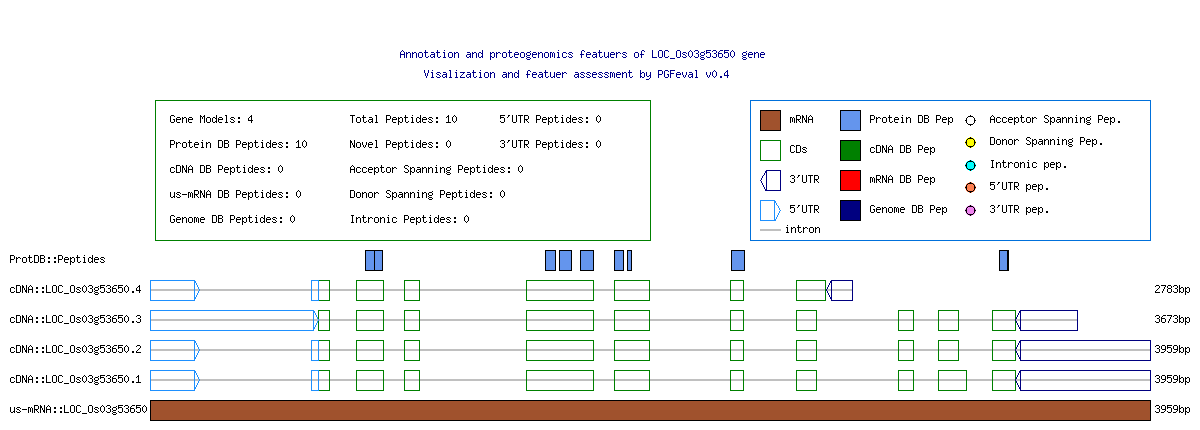 Annotation and proteogenomics featuers of LOC_Os03g53650 gene
Visalization and featuer assessment by PGFeval v0.4
Gene Models: 4 Total Peptides: 10 5'UTR Peptides: 0
Protein DB Peptides: 10 Novel Peptides: 0 3'UTR Peptides: 0
cDNA DB Peptides: 0 Acceptor Spanning Peptides: 0
us-mRNA DB Peptides: 0 Donor Spanning Peptides: 0
Genome DB Peptides: 0 Intronic Peptides: 0
mRNA Protein DB Pep Acceptor Spanning Pep.
CDs cDNA DB Pep Donor Spanning Pep.
3'UTR mRNA DB Pep Intronic pep.
5'UTR Genome DB Pep 5'UTR pep.
intron 3'UTR pep.
ProtDB::Peptides
cDNA::LOC_Os03g53650.4 2783bp
cDNA::LOC_Os03g53650.3 3673bp
cDNA::LOC_Os03g53650.2 3959bp
cDNA::LOC_Os03g53650.1 3959bp
us-mRNA::LOC_Os03g53650 3959bp